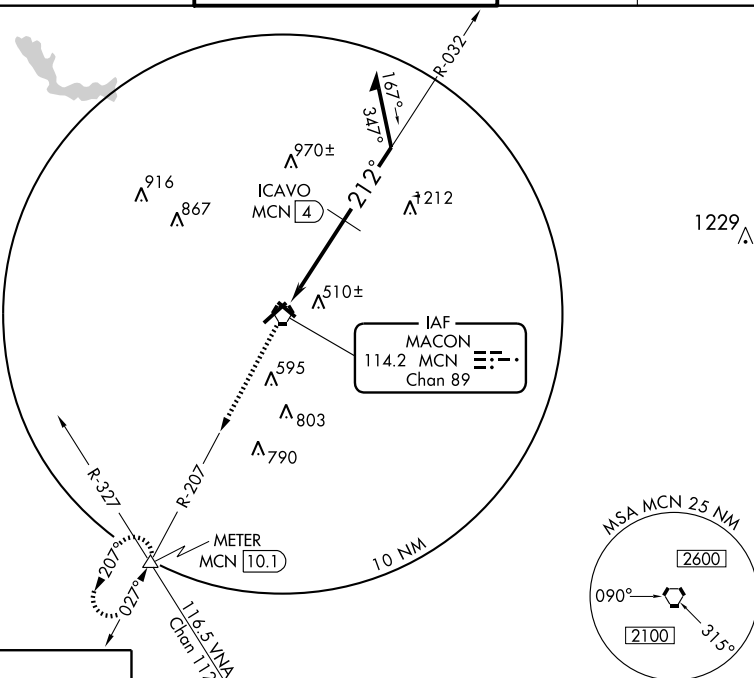 R-032
167°
347°
970±
212°
916
ICAVO
MCN 4
867
1212
1229
510±
IAF
MACON
114.2 MCN
Chan 89
595
803
790
R-327
R-207
METER
MCN 10.1
10 NM
207°
027°
116.5 VNA
Chan 112
MSA MCN 25 NM
2600
090°
2100
315°